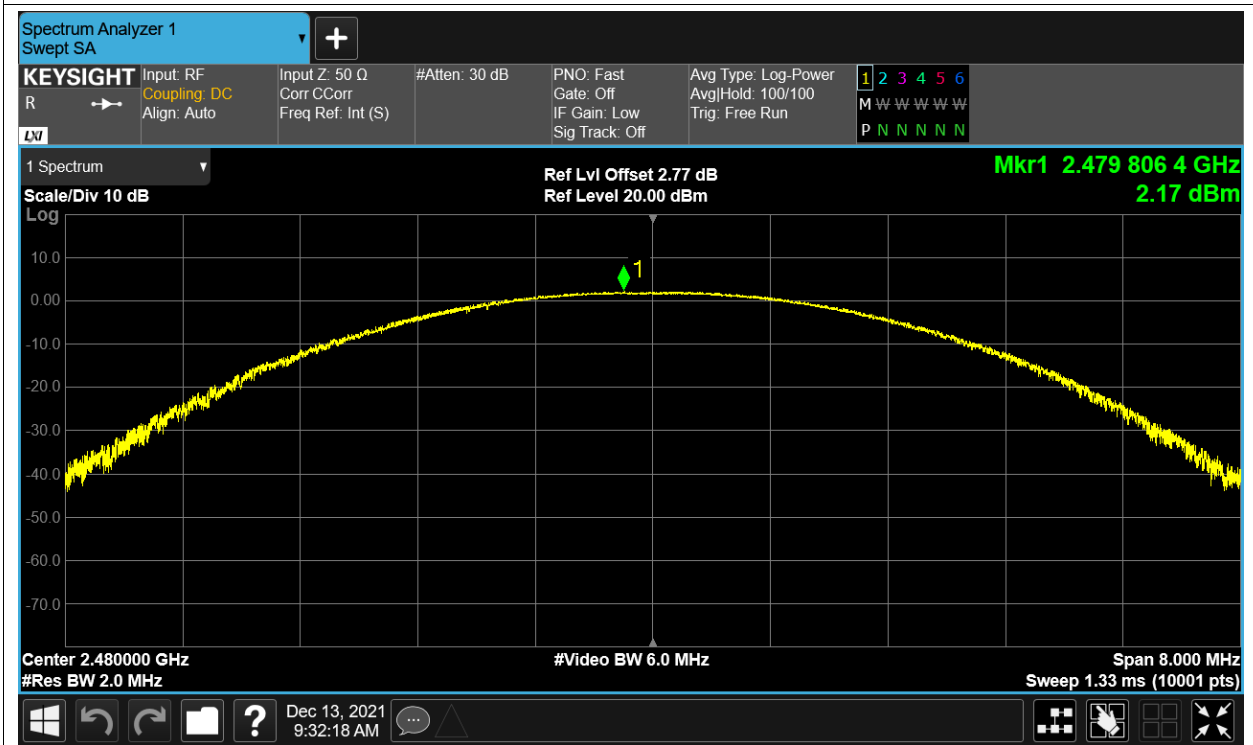 Spectrum Analyzer 1
Swept SA
+
KEYSIGHT
R
LXI
Input: RF
Coupling: DC
Align: Auto
Input Z: 50 Ω
Corr CCorr
Freq Ref: Int (S)
#Atten: 30 dB
PNO: Fast
Gate: Off
IF Gain: Low
Sig Track: Off
Avg Type: Log-Power
Avg|Hold: 100/100
Trig: Free Run
1 2 3 4 5 6
M W W W W W
P N N N N N
1 Spectrum
Scale/Div 10 dB
Log
Ref Lvl Offset 2.77 dB
Ref Level 20.00 dBm
Mkr1 2.479 806 4 GHz
2.17 dBm
1
10.0
0.00
-10.0
-20.0
-30.0
-40.0
-50.0
-60.0
-70.0
Center 2.480000 GHz
#Video BW 6.0 MHz
Span 8.000 MHz
#Res BW 2.0 MHz
Sweep 1.33 ms (10001 pts)
?
Dec 13, 2021
9:32:18 AM